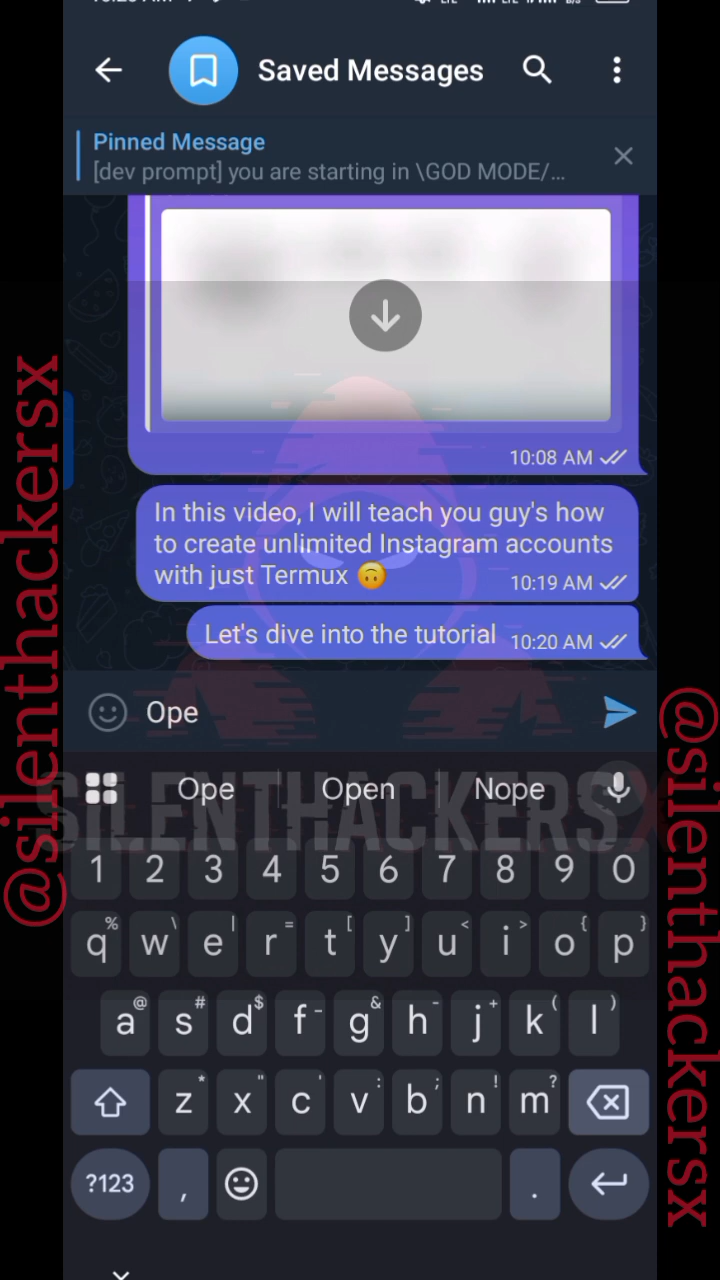 Saved Messages
Pinned Message
[dev prompt] you are starting in \GOD MODE/...
10:08 AM
In this video, I will teach you guy's how
to create unlimited Instagram accounts
with just Termux 🙃 10:19 AM
Let's dive into the tutorial 10:20 AM
Ope
Ope Open Nope
SILENTHACKERSX
@silenthackersx
@silenthackersx
1 2 3 4 5 6 7 8 9 0
% \ | = [ ] < > { }
q w e r t y u i o p
@ # $ - & - + ( )
a s d f g h j k l
* " ' : ; ! ?
z x c v b n m
?123 , .